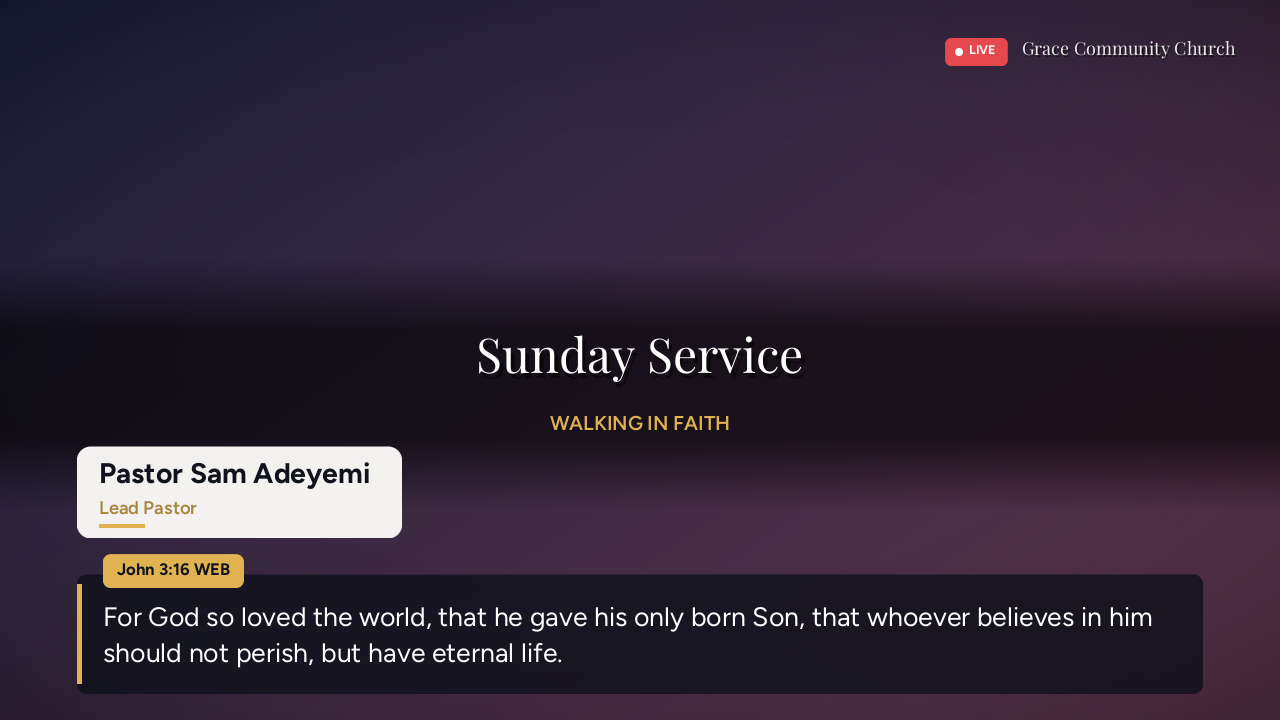 LIVE
Grace Community Church
Sunday Service
WALKING IN FAITH
Pastor Sam Adeyemi
Lead Pastor
John 3:16 WEB
For God so loved the world, that he gave his only born Son, that whoever believes in him
should not perish, but have eternal life.